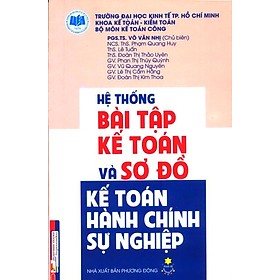 TRƯỜNG ĐẠI HỌC KINH TẾ TP. HỒ CHÍ MINH
KHOA KẾ TOÁN - KIỂM TOÁN
BỘ MÔN KẾ TOÁN CÔNG
PGS.TS. VÕ VĂN NHỊ (Chủ biên)
NCS. ThS. Phạm Quang Huy
ThS. Lê Tuấn
ThS. Đoàn Thị Thảo Uyên
GV. Phan Thị Thúy Quỳnh
GV. Vũ Quang Nguyên
GV. Lê Thị Cẩm Hồng
GV. Đoàn Thị Kim Thoa
HỆ THỐNG
BÀI TẬP
KẾ TOÁN
VÀ SƠ ĐỒ
KẾ TOÁN
HÀNH CHÍNH
SỰ NGHIỆP
NHÀ XUẤT BẢN PHƯƠNG ĐÔNG